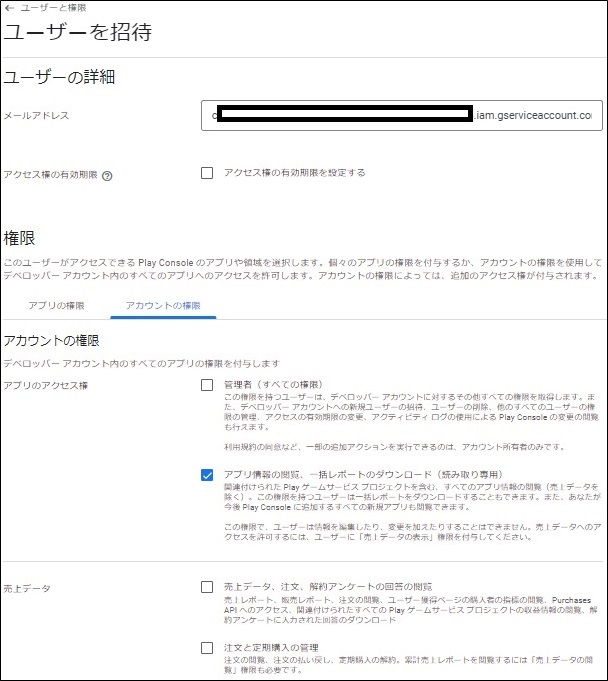 ← ユーザーと権限
ユーザーを招待
ユーザーの詳細
メールアドレス
c
.iam.gserviceaccount.co
アクセス権の有効期限 ?
アクセス権の有効期限を設定する
権限
このユーザーがアクセスできる Play Console のアプリや領域を選択します。個々のアプリの権限を付与するか、アカウントの権限を使用して
デベロッパー アカウント内のすべてのアプリへのアクセスを許可します。アカウントの権限によっては、追加のアクセス権が付与されます。
アプリの権限
アカウントの権限
アカウントの権限
デベロッパー アカウント内のすべてのアプリの権限を付与します
アプリのアクセス権
管理者（すべての権限）
この権限を持つユーザーは、デベロッパー アカウントに対するその他すべての権限を取得します。ま
た、デベロッパー アカウントへの新規ユーザーの招待、ユーザーの削除、他のすべてのユーザーの権
限の管理、アクセスの有効期限の変更、アクティビティ ログの使用による Play Console の変更の閲覧
も行えます。
利用規約の同意など、一部の追加アクションを実行できるのは、アカウント所有者のみです。
アプリ情報の閲覧、一括レポートのダウンロード（読み取り専用）
関連付けられた Play ゲームサービス プロジェクトを含む、すべてのアプリ情報の閲覧（売上データを
除く）。この権限を持つユーザーは一括レポートをダウンロードすることもできます。また、あなたが
今後 Play Console に追加するすべての新規アプリも閲覧できます。
この権限で、ユーザーは情報を編集したり、変更を加えたりすることはできません。売上データへのア
クセスを許可するには、ユーザーに「売上データの表示」権限を付与してください。
売上データ
売上データ、注文、解約アンケートの回答の閲覧
売上レポート、販売レポート、注文の閲覧、ユーザー獲得ページの購入者の指標の閲覧、Purchases
API へのアクセス、関連付けられたすべての Play ゲームサービス プロジェクトの収益情報の閲覧、解
約アンケートに入力された回答のダウンロード
注文と定期購入の管理
注文の閲覧、注文の払い戻し、定期購入の解約。累計売上レポートを閲覧するには「売上データの閲
覧」権限も必要です。